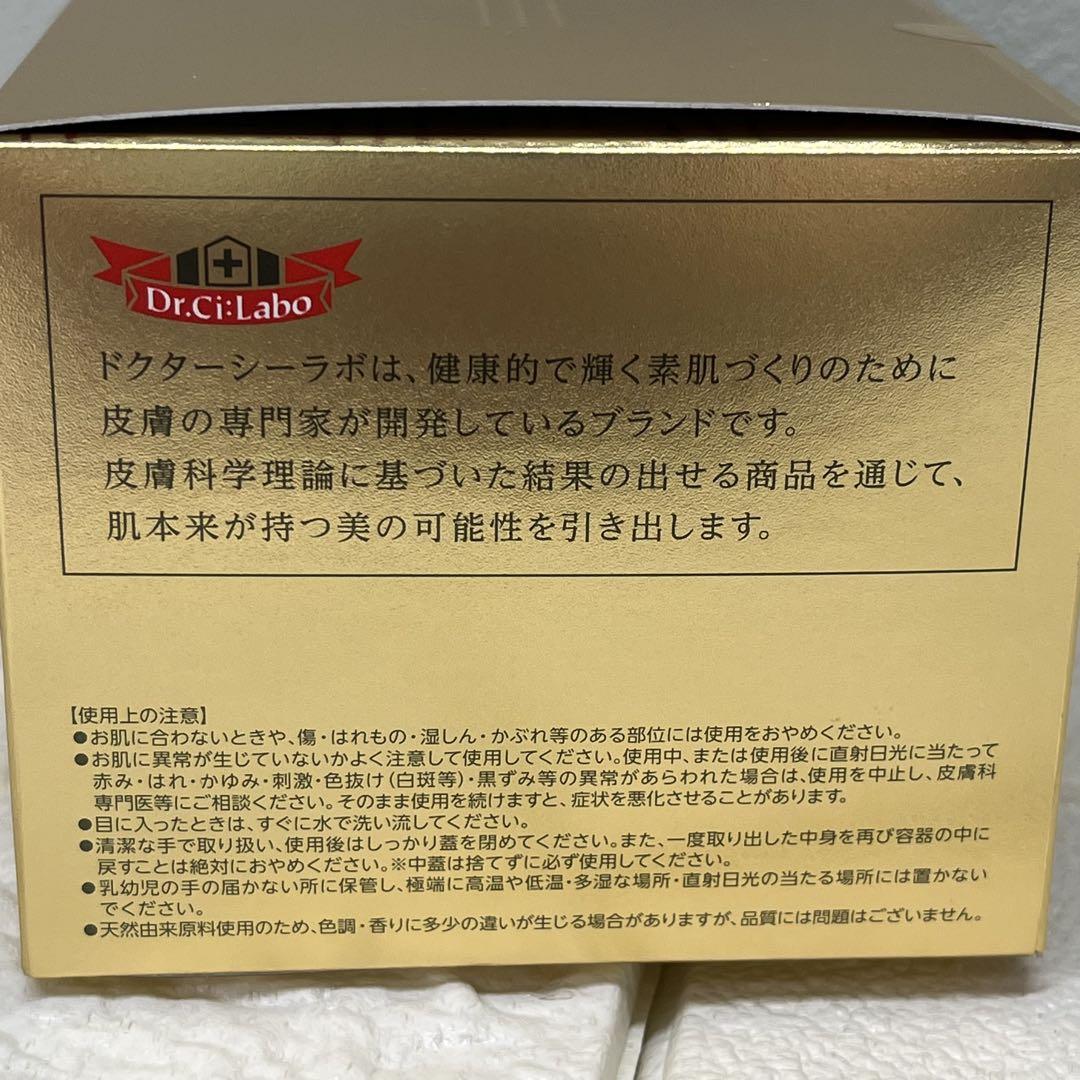 Dr.Ci:Labo
ドクターシーラボは、健康的で輝く素肌づくりのために
皮膚の専門家が開発しているブランドです。
皮膚科学理論に基づいた結果の出せる商品を通じて、
肌本来が持つ美の可能性を引き出します。
【使用上の注意】
●お肌に合わないときや、傷・はれもの・湿しん・かぶれ等のある部位には使用をおやめください。
●お肌に異常が生じていないかよく注意して使用してください。使用中、または使用後に直射日光に当たって
赤み・はれ・かゆみ・刺激・色抜け(白斑等)・黒ずみ等の異常があらわれた場合は、使用を中止し、皮膚科
専門医等にご相談ください。そのまま使用を続けますと、症状を悪化させることがあります。
●目に入ったときは、すぐに水で洗い流してください。
●清潔な手で取り扱い、使用後はしっかり蓋を閉めてください。また、一度取り出した中身を再び容器の中に
戻すことは絶対におやめください。※中蓋は捨てずに必ず使用してください。
●乳幼児の手の届かない所に保管し、極端に高温や低温・多湿な場所・直射日光の当たる場所には置かない
でください。
●天然由来原料使用のため、色調・香りに多少の違いが生じる場合がありますが、品質には問題はございません。